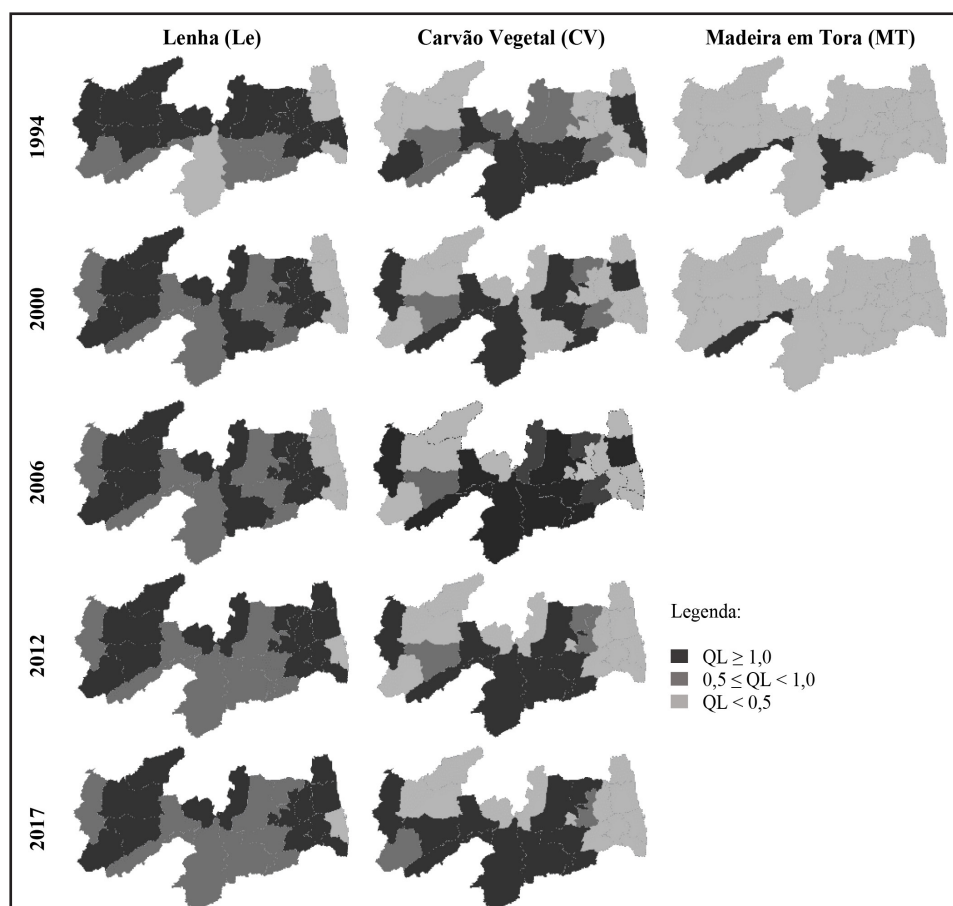 Lenha (Le)
Carvão Vegetal (CV)
Madeira em Tora (MT)
1994
2000
2006
2012
2017
Legenda:
QL ≥ 1,0
0,5 ≤ QL < 1,0
QL < 0,5